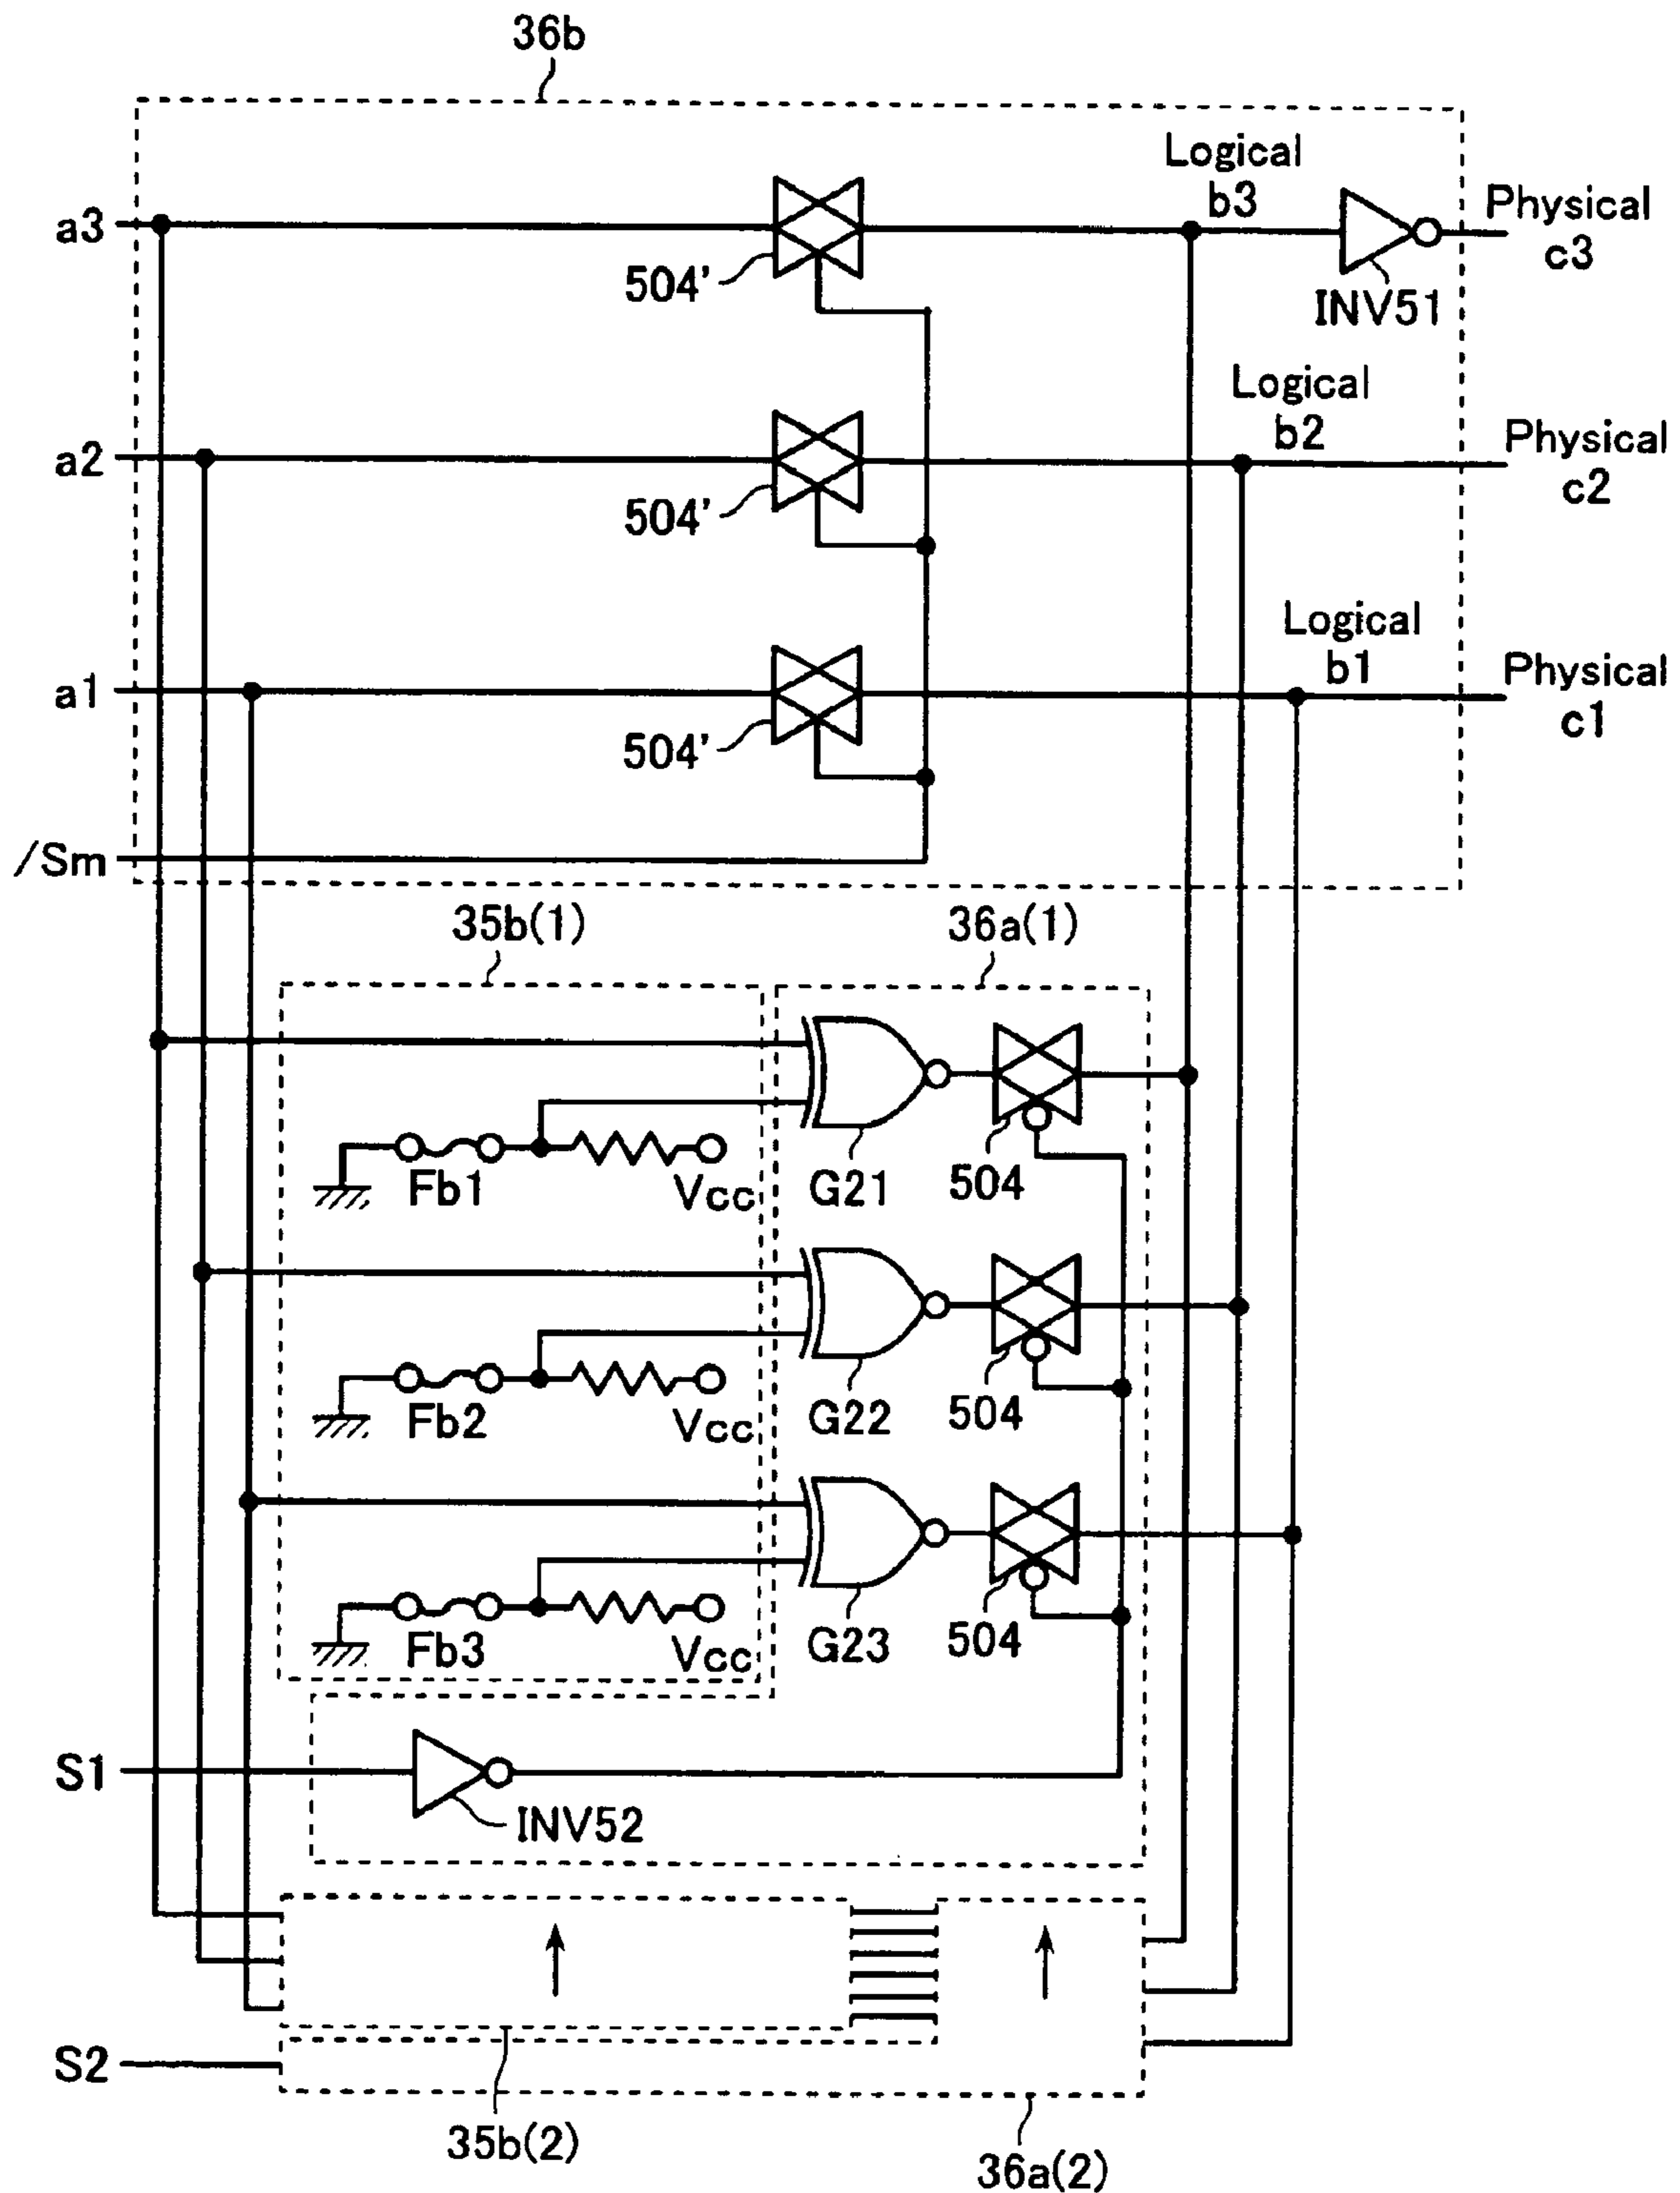 36b
Logical
b3
Physical
c3
a3
504'
INV51
Logical
b2
Physical
c2
a2
504'
Logical
b1
Physical
c1
a1
504'
/Sm
35b(1)
36a(1)
Fb1
Vcc
G21
504
Fb2
Vcc
G22
504
Fb3
Vcc
G23
504
S1
INV52
S2
35b(2)
36a(2)